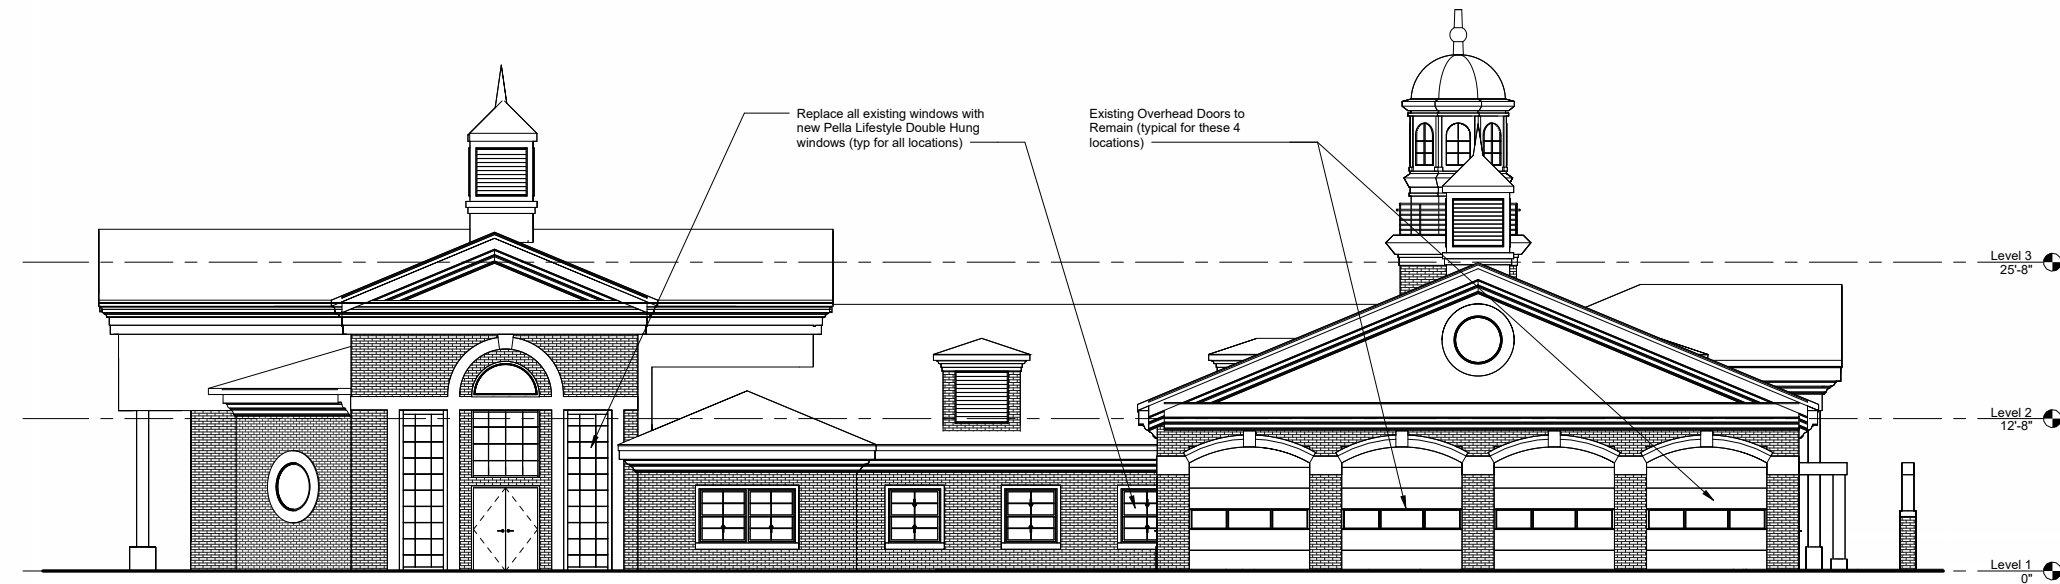 Replace all existing windows with
new Pella Lifestyle Double Hung
windows (typ for all locations)
Existing Overhead Doors to
Remain (typical for these 4
locations)
Level 3
25'-8"
Level 2
12'-8"
Level 1
0"